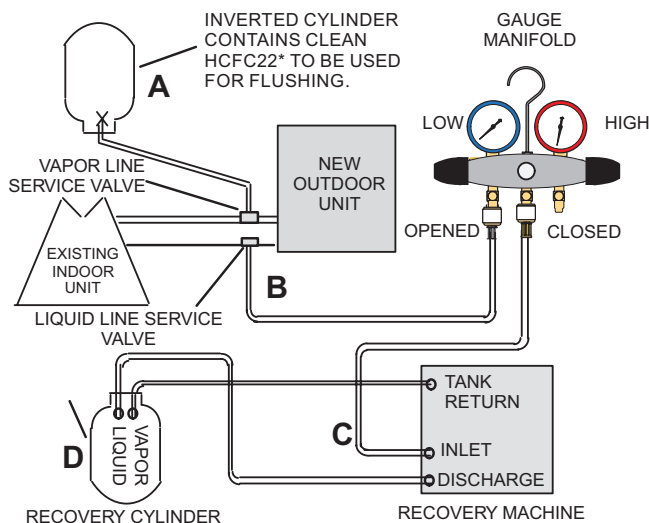 INVERTED CYLINDER
CONTAINS CLEAN
HCFC22* TO BE USED
FOR FLUSHING.
A
GAUGE
MANIFOLD
LOW
HIGH
VAPOR LINE
SERVICE VALVE
NEW
OUTDOOR
UNIT
OPENED
CLOSED
EXISTING
INDOOR
UNIT
B
LIQUID LINE SERVICE
VALVE
TANK
RETURN
C
INLET
DISCHARGE
D
LIQUID
VAPOR
RECOVERY CYLINDER
RECOVERY MACHINE